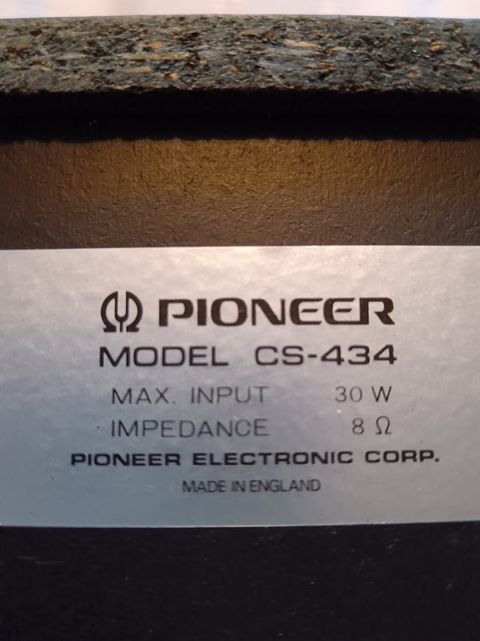 PIONEER
MODEL CS-434
MAX. INPUT 30 W
IMPEDANCE 8 Ω
PIONEER ELECTRONIC CORP.
MADE IN ENGLAND